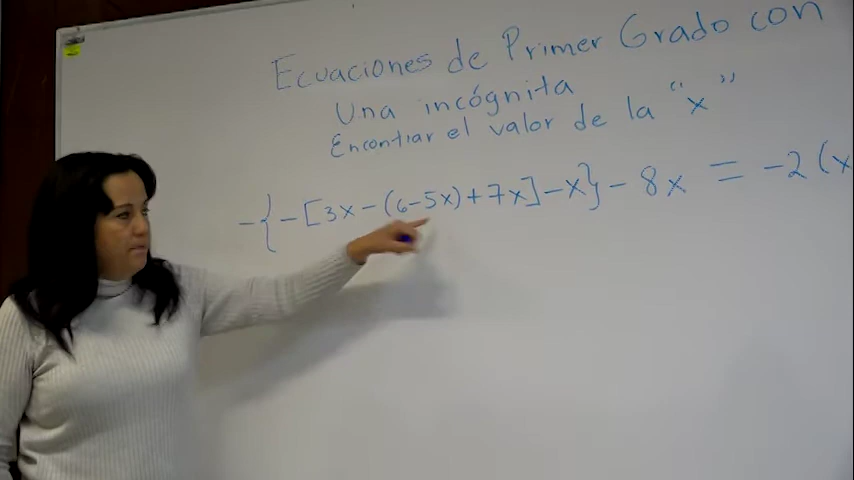 Ecuaciones de Primer Grado con
Una incógnita
Encontrar el valor de la "x"
-{-[3x-(6-5x)+7x]-x}-8x = -2(x